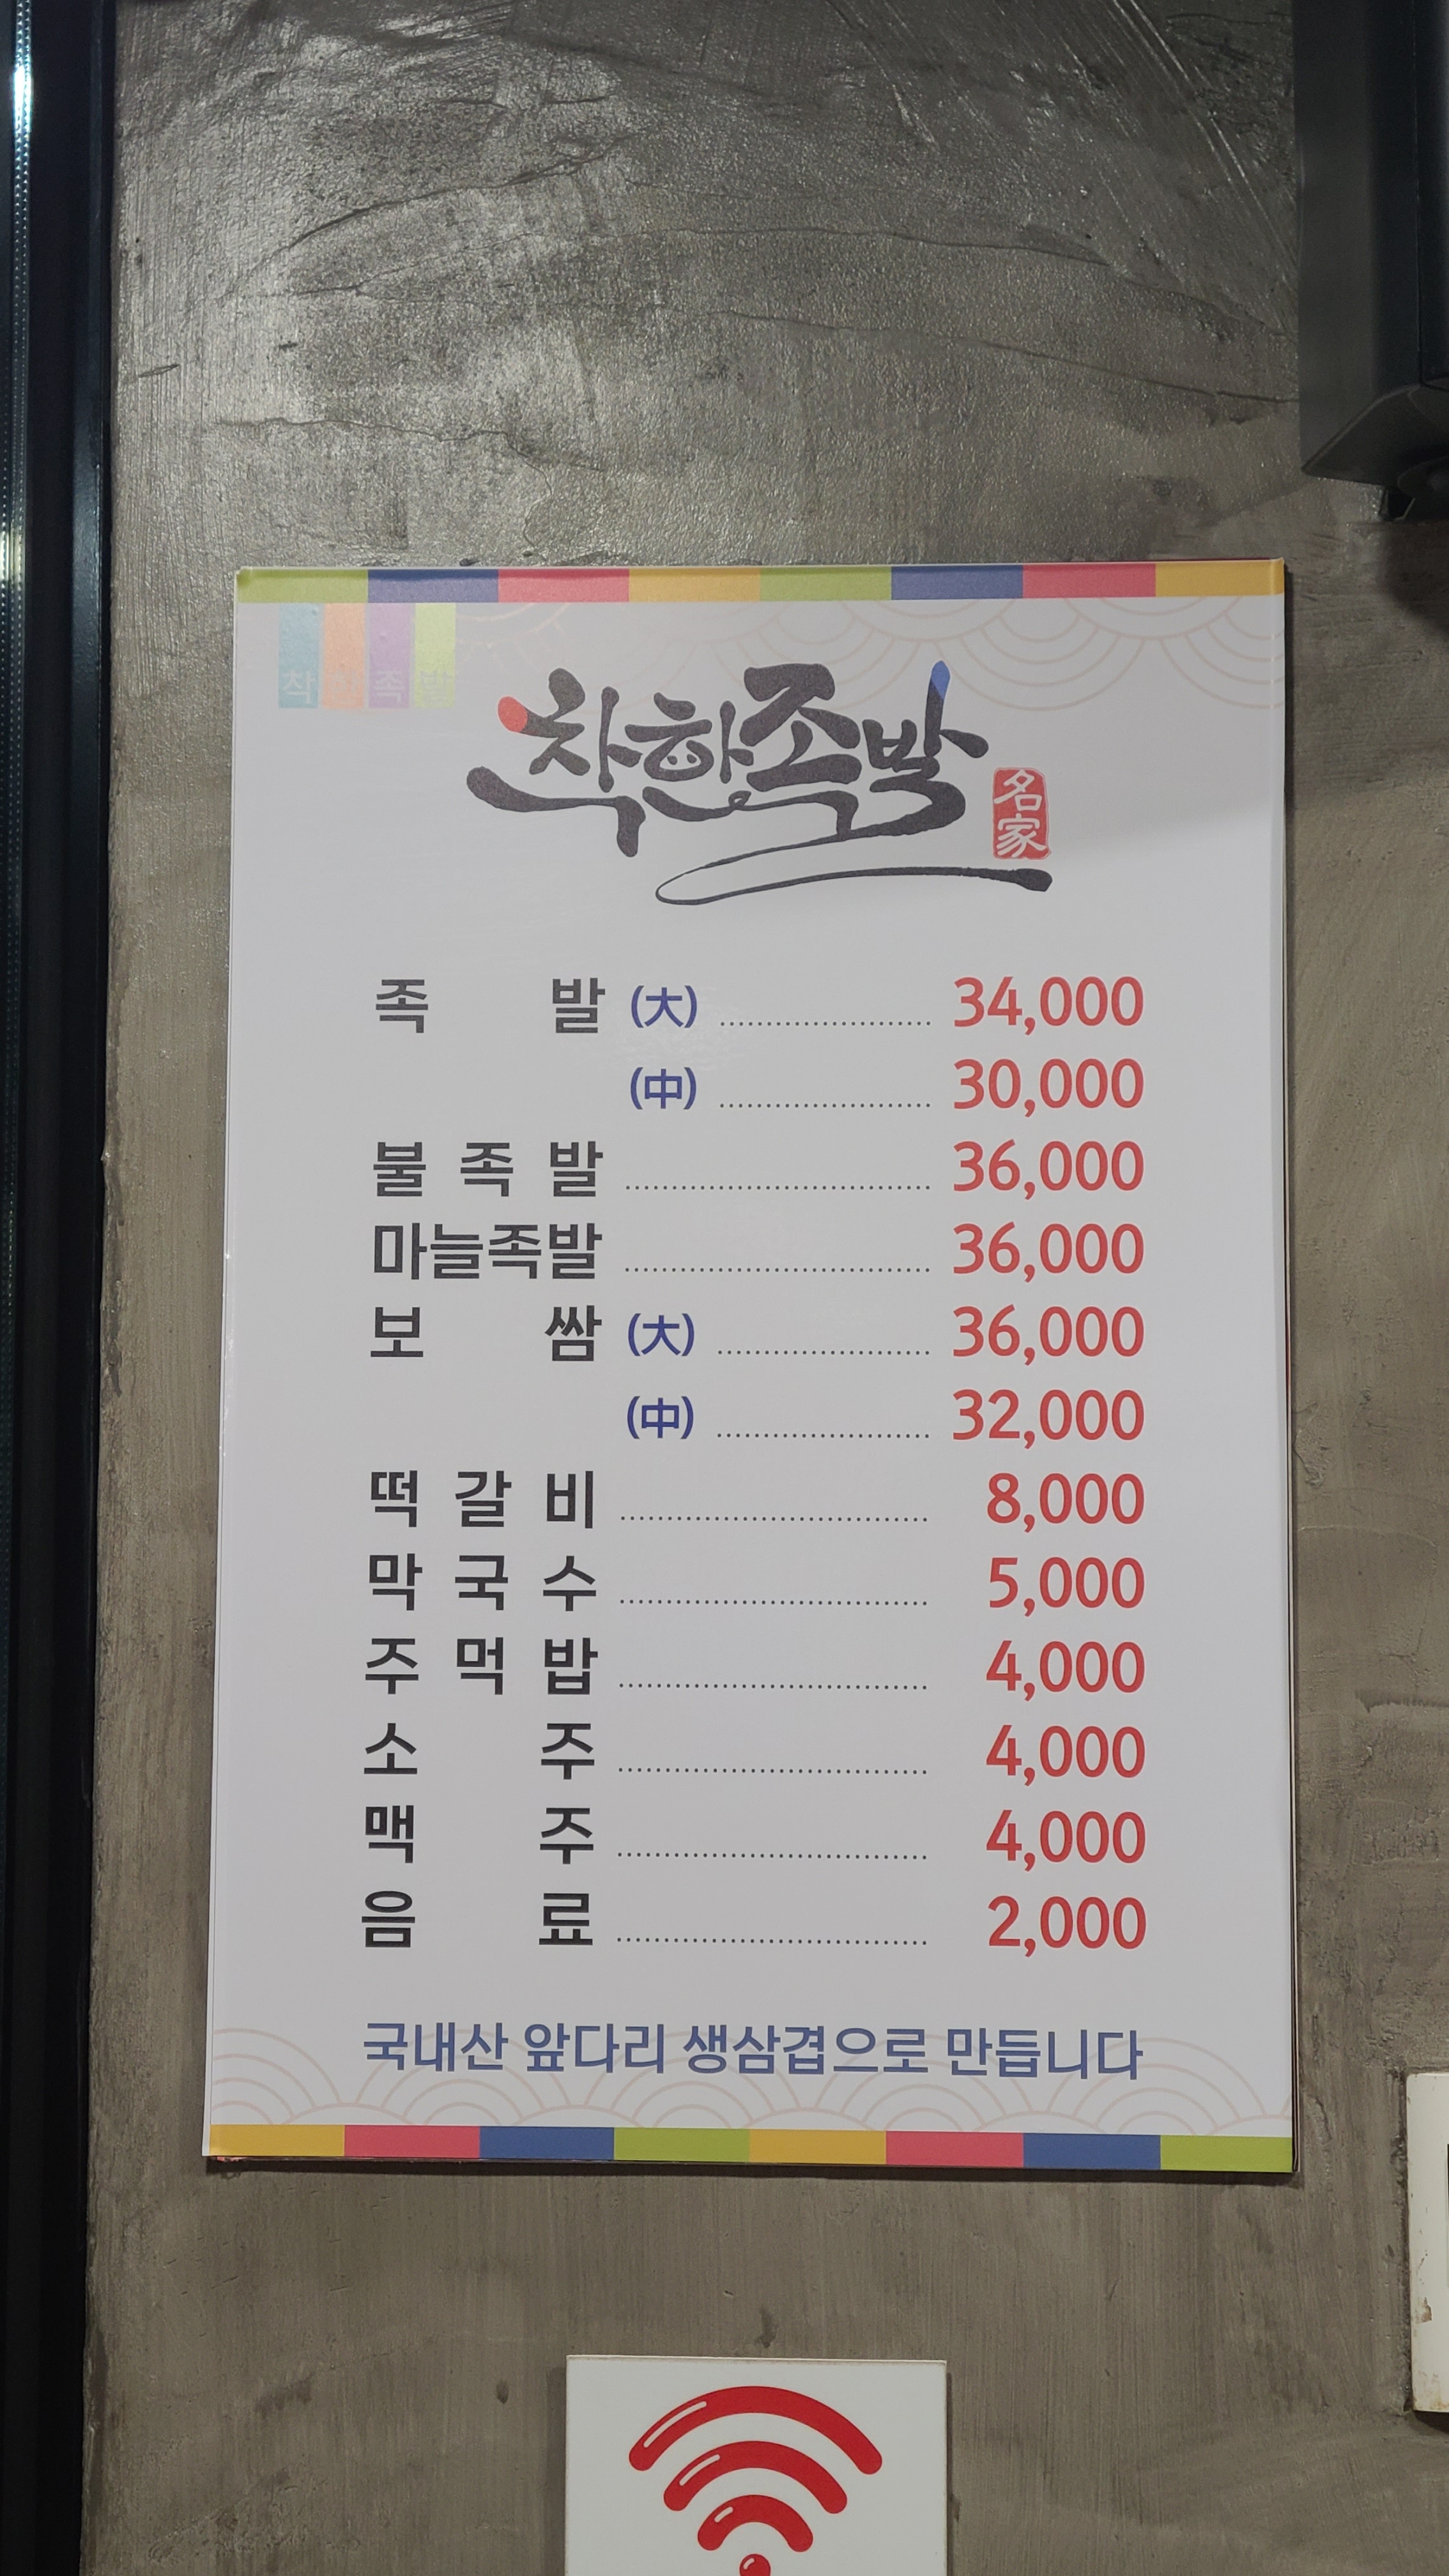 착한족발
착한족발
名家
족발 (大) 34,000
(中) 30,000
불족발 36,000
마늘족발 36,000
보쌈 (大) 36,000
(中) 32,000
떡갈비 8,000
막국수 5,000
주먹밥 4,000
소주 4,000
맥주 4,000
음료 2,000
국내산 앞다리 생삼겹으로 만듭니다